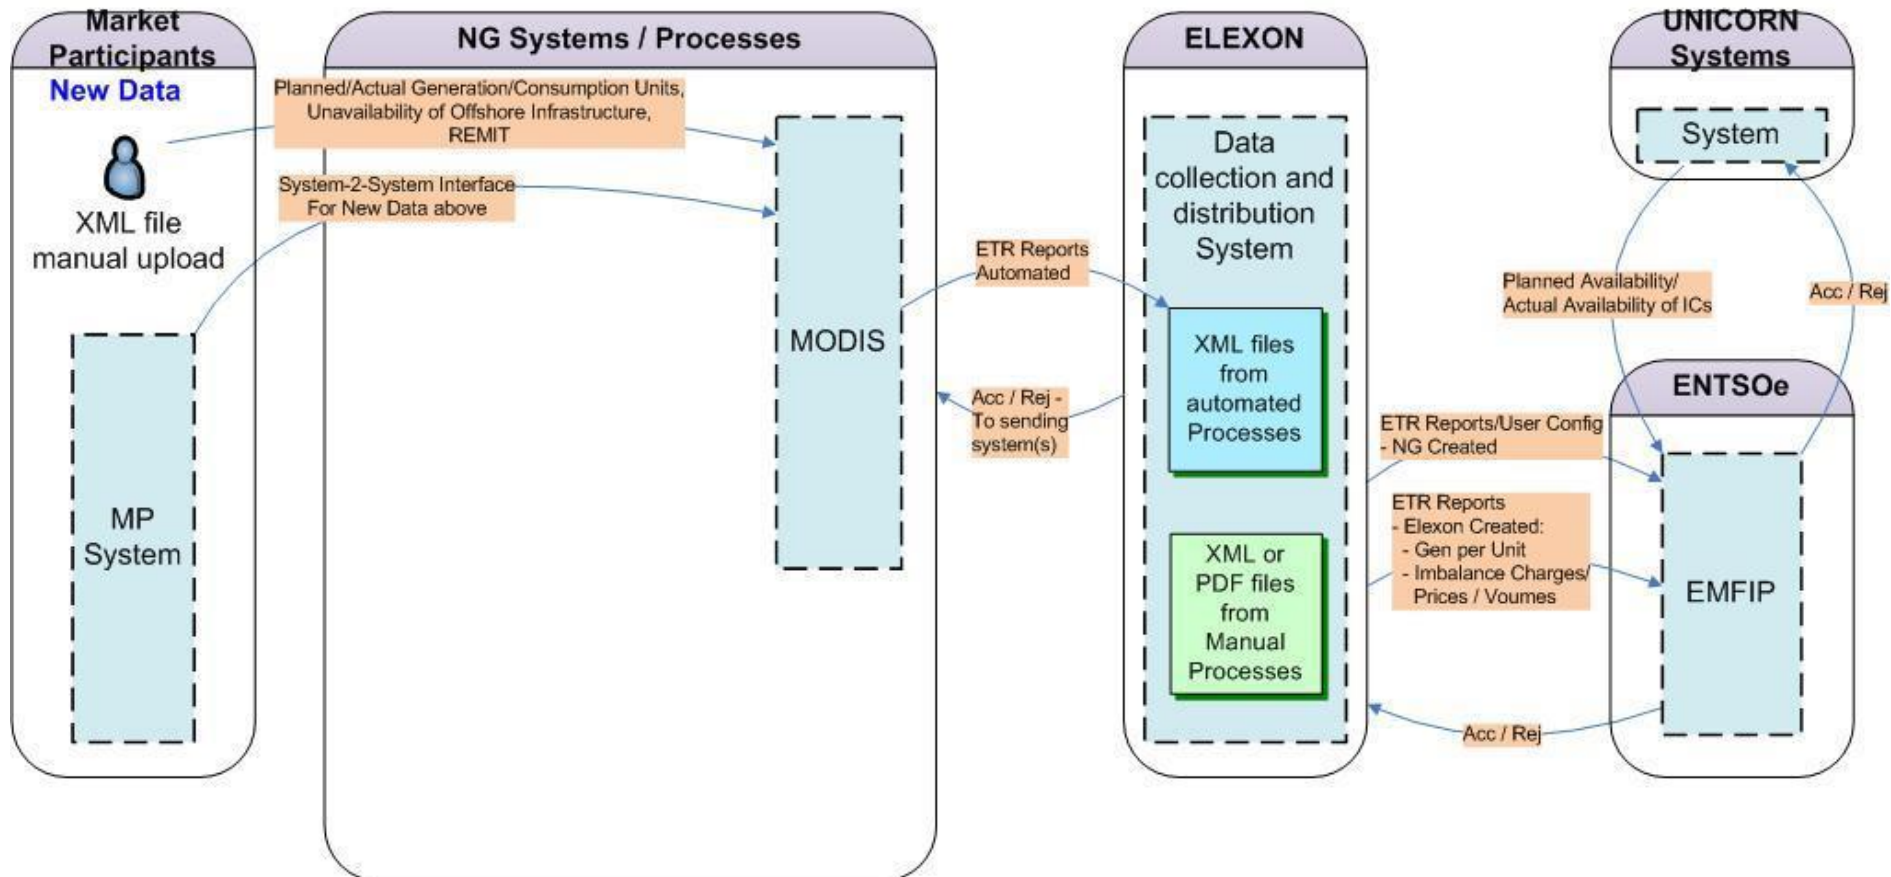 Market
Participants
New Data
XML file
manual upload
MP
System
NG Systems / Processes
Planned/Actual Generation/Consumption Units,
Unavailability of Offshore Infrastructure,
REMIT
System-2-System Interface
For New Data above
MODIS
ETR Reports
Automated
Acc / Rej -
To sending
system(s)
ELEXON
Data
collection and
distribution
System
XML files
from
automated
Processes
XML or
PDF files
from
Manual
Processes
ETR Reports/User Config
- NG Created
ETR Reports
- Elexon Created:
- Gen per Unit
- Imbalance Charges/
Prices / Voumes
Acc / Rej
UNICORN
Systems
System
Planned Availability/
Actual Availability of ICs
Acc / Rej
ENTSOe
EMFIP